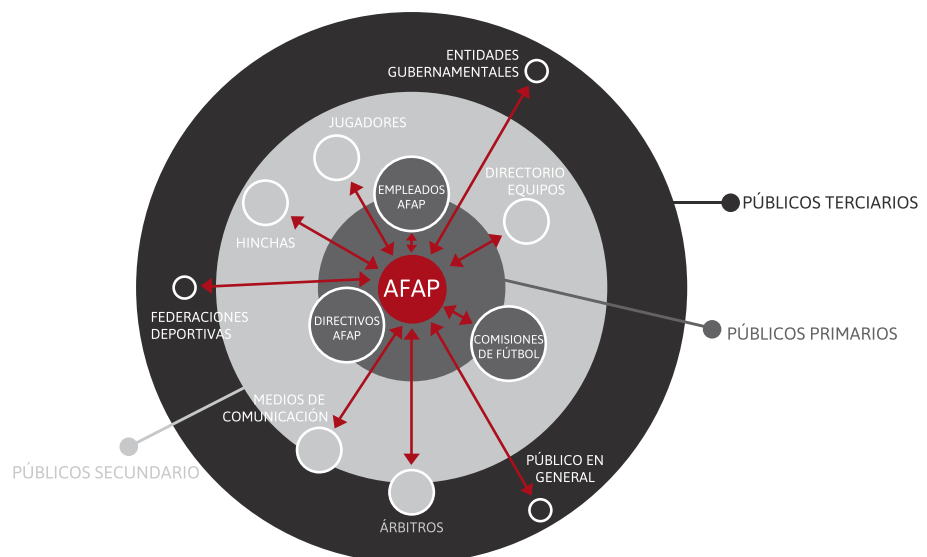 ENTIDADES
GUBERNAMENTALES
JUGADORES
EMPLEADOS
AFAP
DIRECTORIO
EQUIPOS
PÚBLICOS TERCIARIOS
HINCHAS
AFAP
FEDERACIONES
DEPORTIVAS
DIRECTIVOS
AFAP
COMISIONES
DE FÚTBOL
PÚBLICOS PRIMARIOS
MEDIOS DE
COMUNICACIÓN
PÚBLICOS SECUNDARIO
PÚBLICO EN
GENERAL
ÁRBITROS